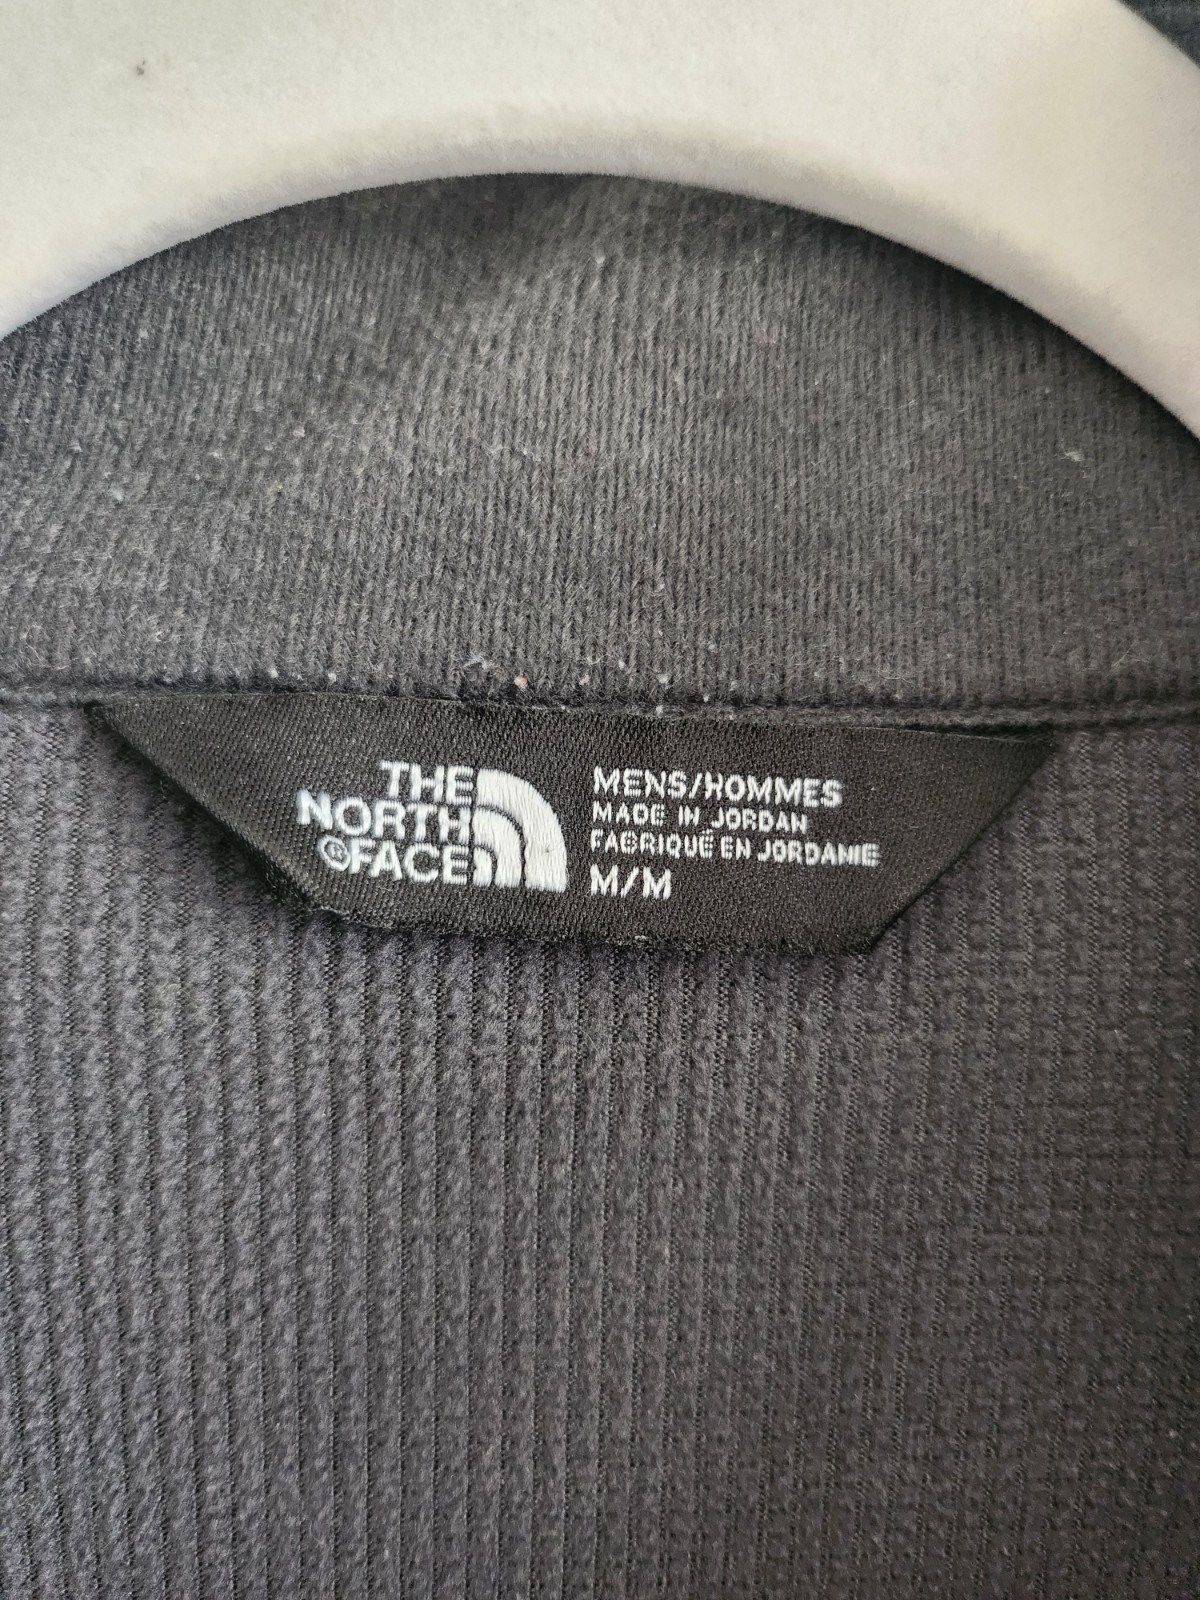 THE
NORTH
®FACE
MENS/HOMMES
MADE IN JORDAN
FABRIQUÉ EN JORDANIE
M/M